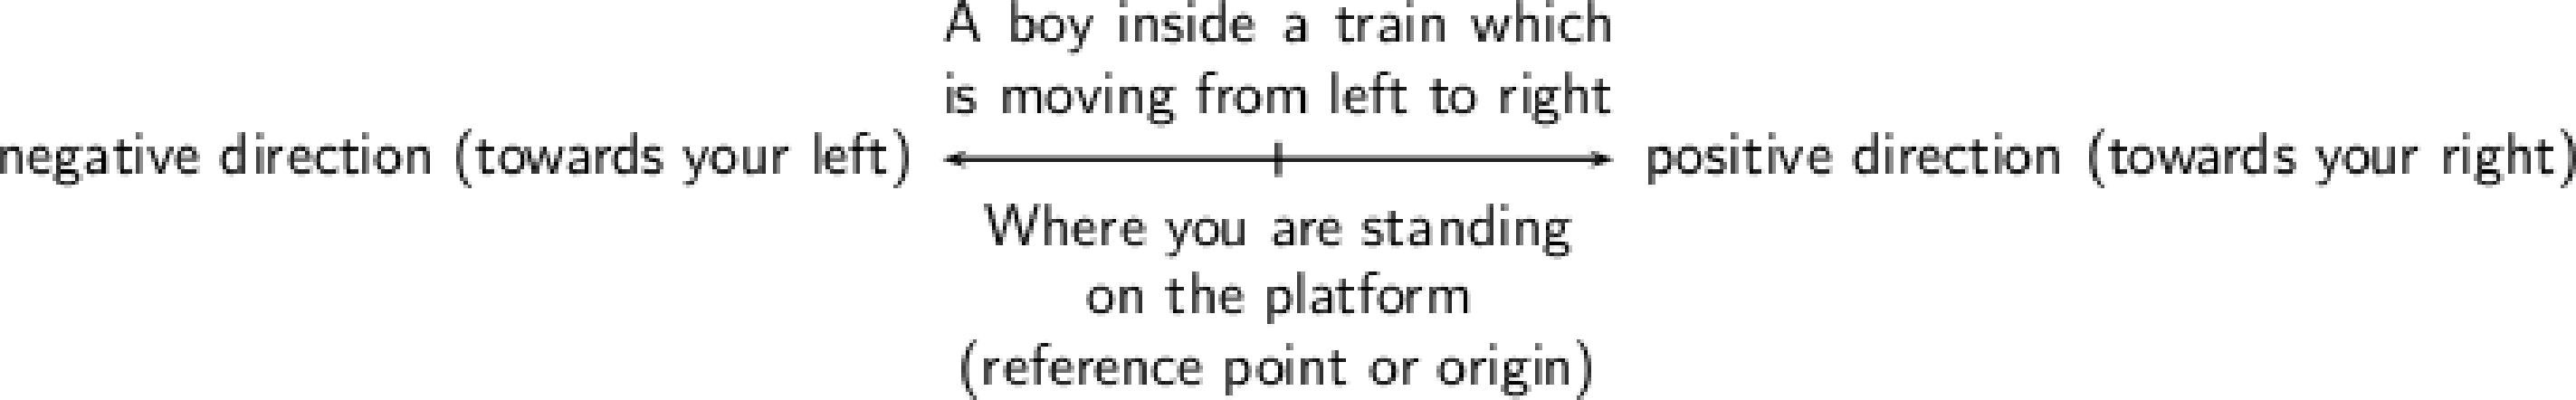 A boy inside a train which
is moving from left to right
negative direction (towards your left)
positive direction (towards your right)
Where you are standing
on the platform
(reference point or origin)